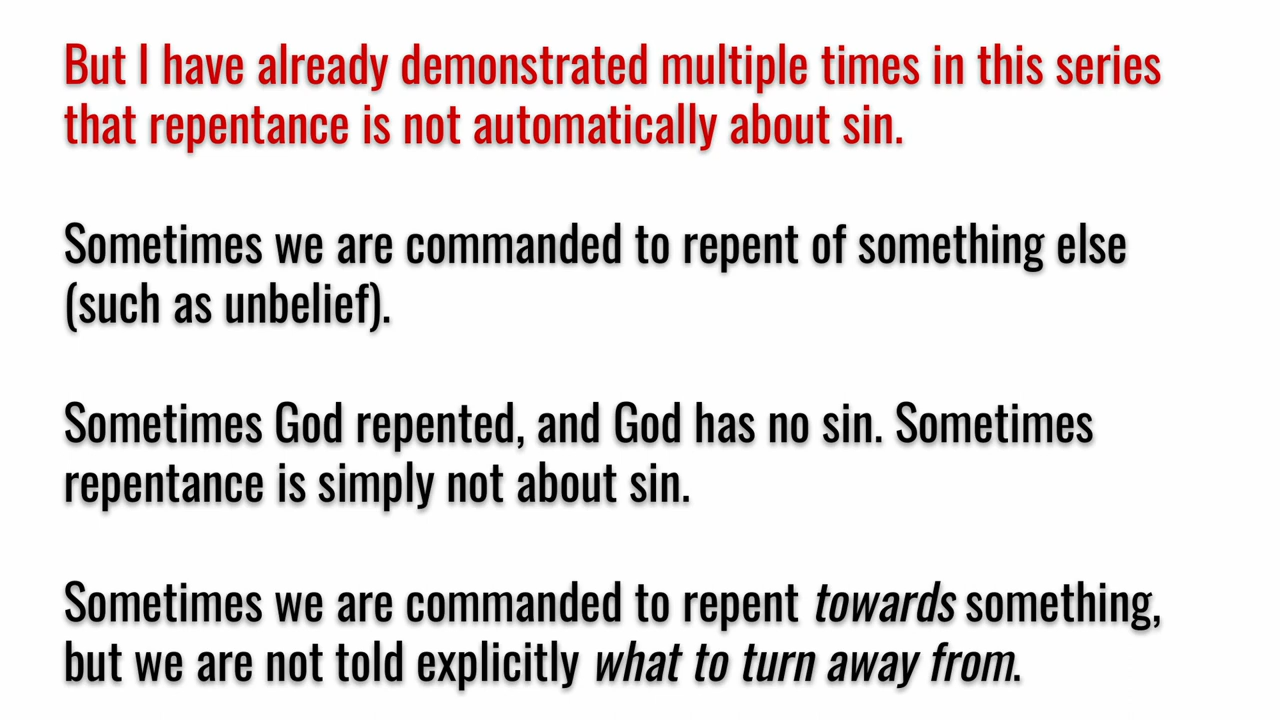 But I have already demonstrated multiple times in this series
that repentance is not automatically about sin.
Sometimes we are commanded to repent of something else
(such as unbelief).
Sometimes God repented, and God has no sin. Sometimes
repentance is simply not about sin.
Sometimes we are commanded to repent towards something,
but we are not told explicitly what to turn away from.